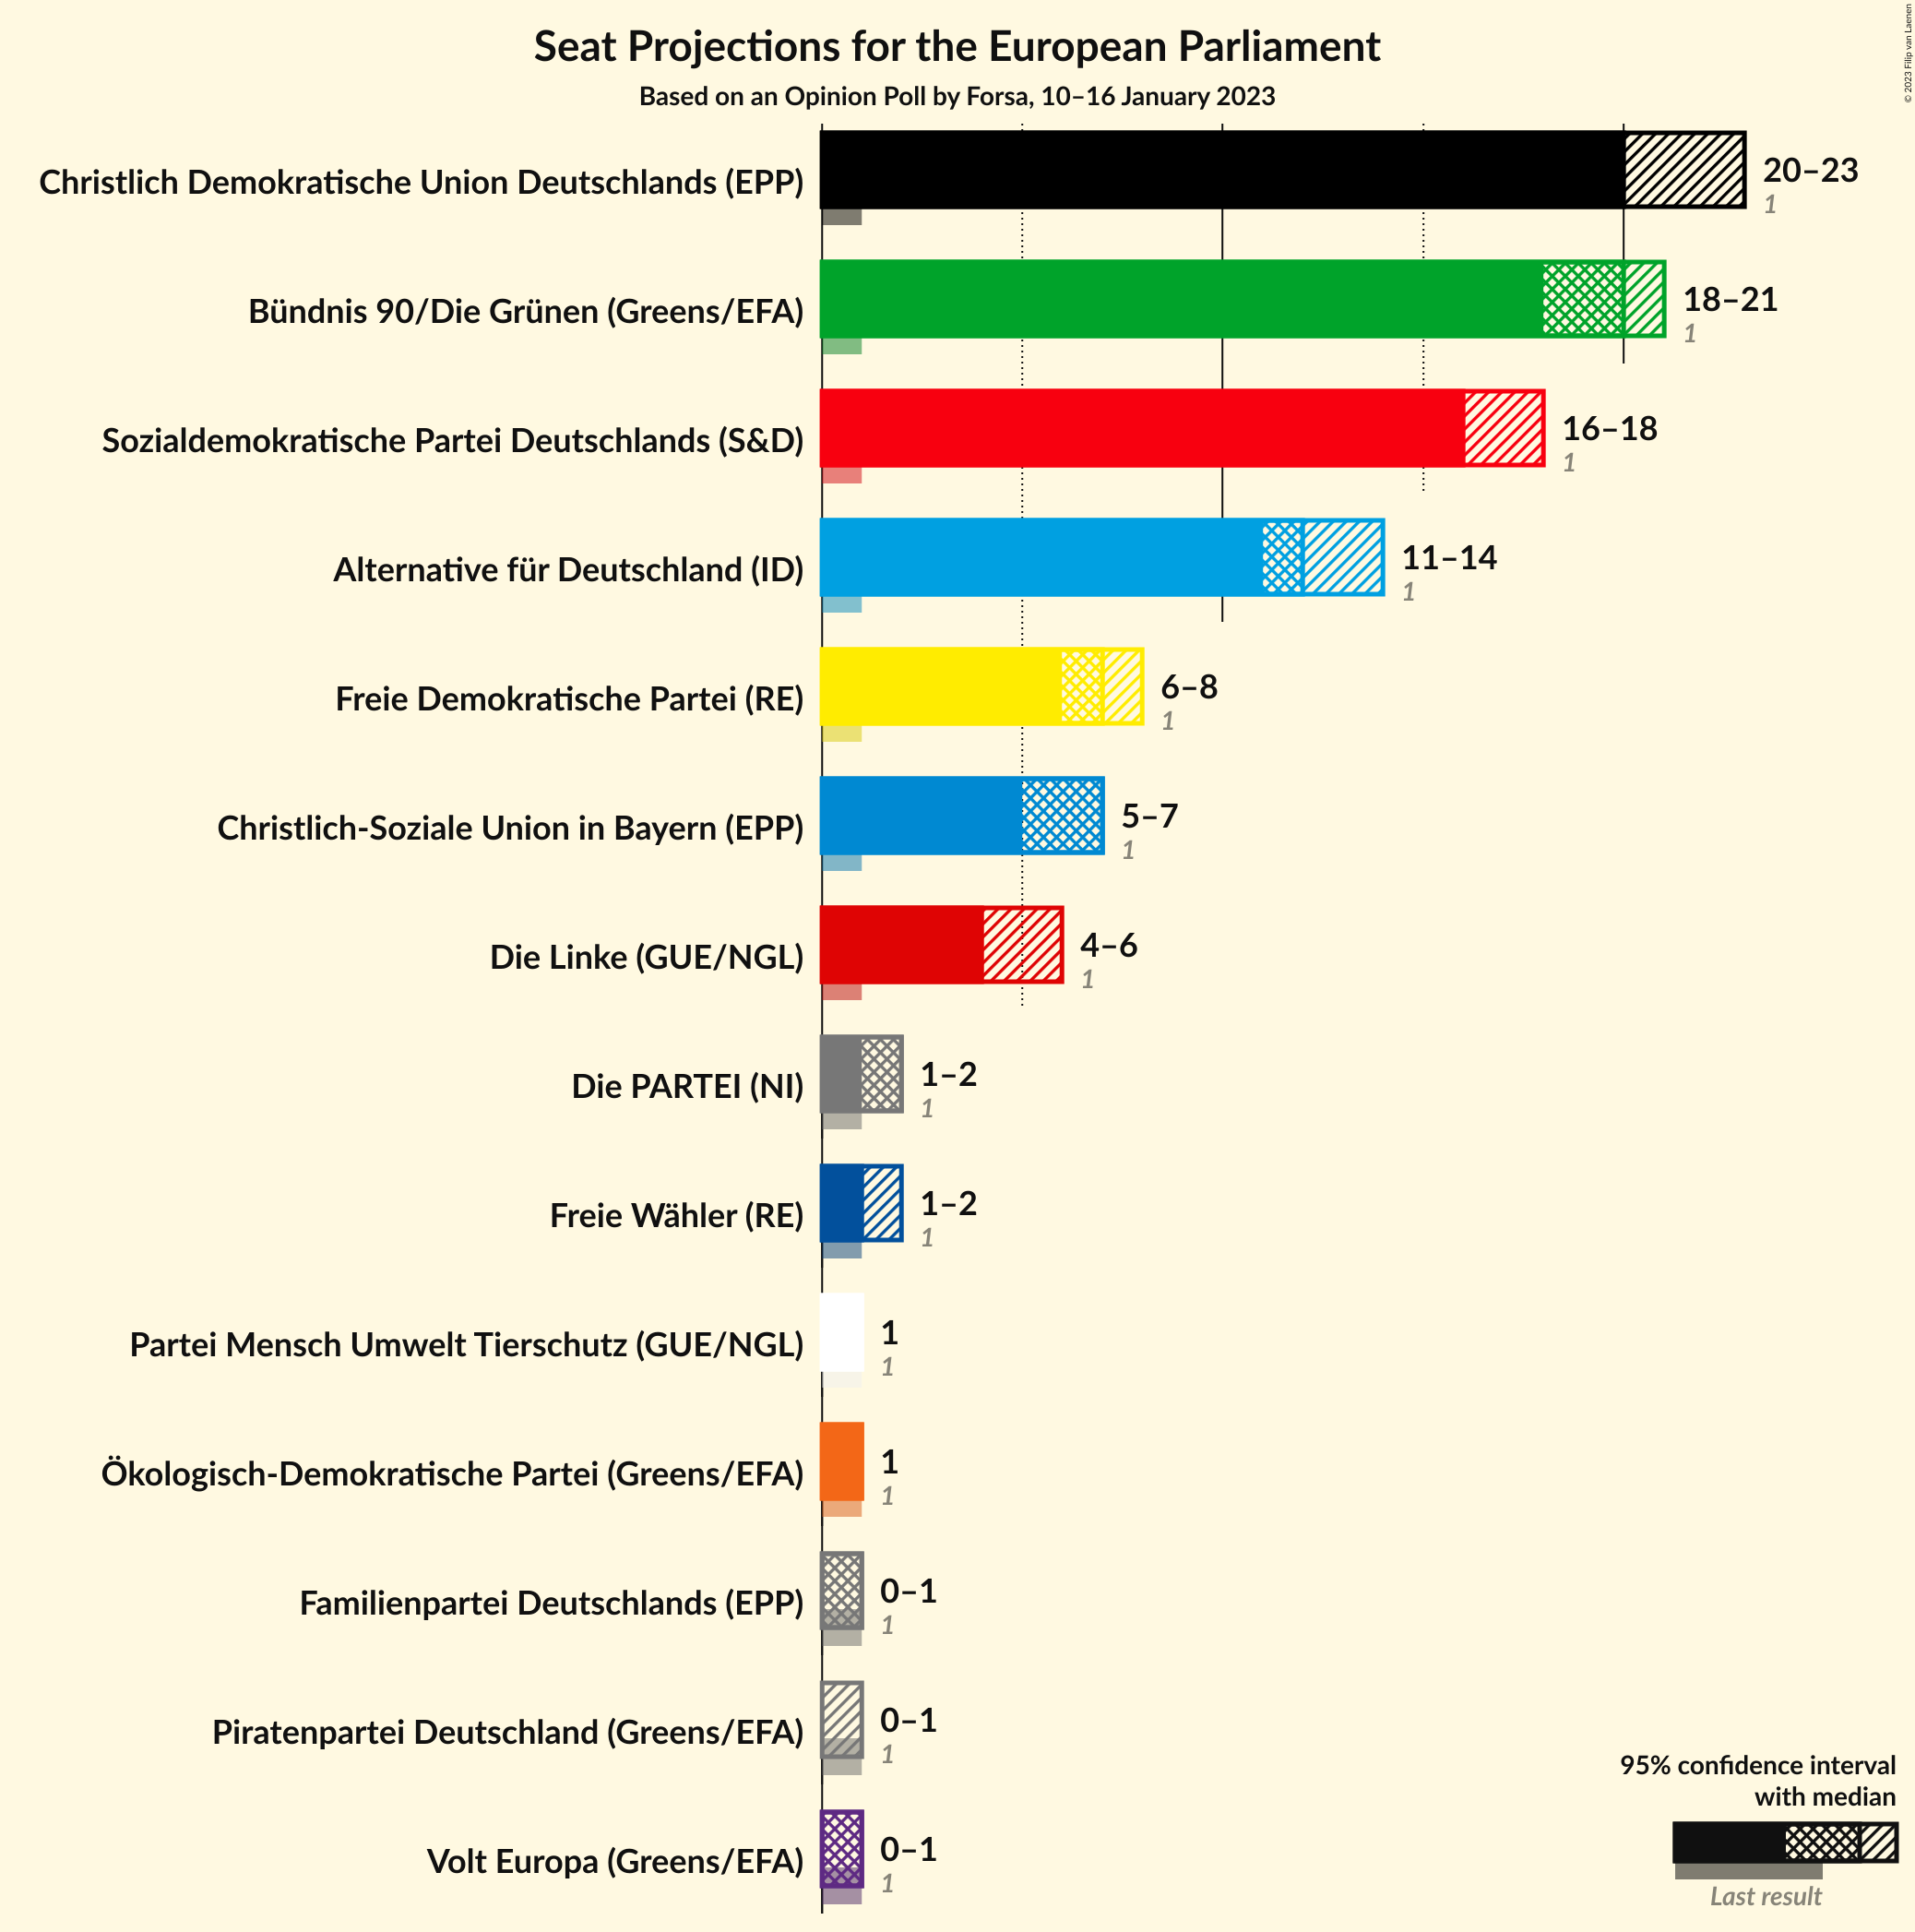 Seat Projections for the European Parliament
Based on an Opinion Poll by Forsa, 10–16 January 2023
© 2023 Filip van Laenen
Christlich Demokratische Union Deutschlands (EPP)
20–23
1
Bündnis 90/Die Grünen (Greens/EFA)
18–21
1
Sozialdemokratische Partei Deutschlands (S&D)
16–18
1
Alternative für Deutschland (ID)
11–14
1
Freie Demokratische Partei (RE)
6–8
1
Christlich-Soziale Union in Bayern (EPP)
5–7
1
Die Linke (GUE/NGL)
4–6
1
Die PARTEI (NI)
1–2
1
Freie Wähler (RE)
1–2
1
Partei Mensch Umwelt Tierschutz (GUE/NGL)
1
1
Ökologisch-Demokratische Partei (Greens/EFA)
1
1
Familienpartei Deutschlands (EPP)
0–1
1
Piratenpartei Deutschland (Greens/EFA)
0–1
1
Volt Europa (Greens/EFA)
0–1
1
95% confidence interval
with median
Last result